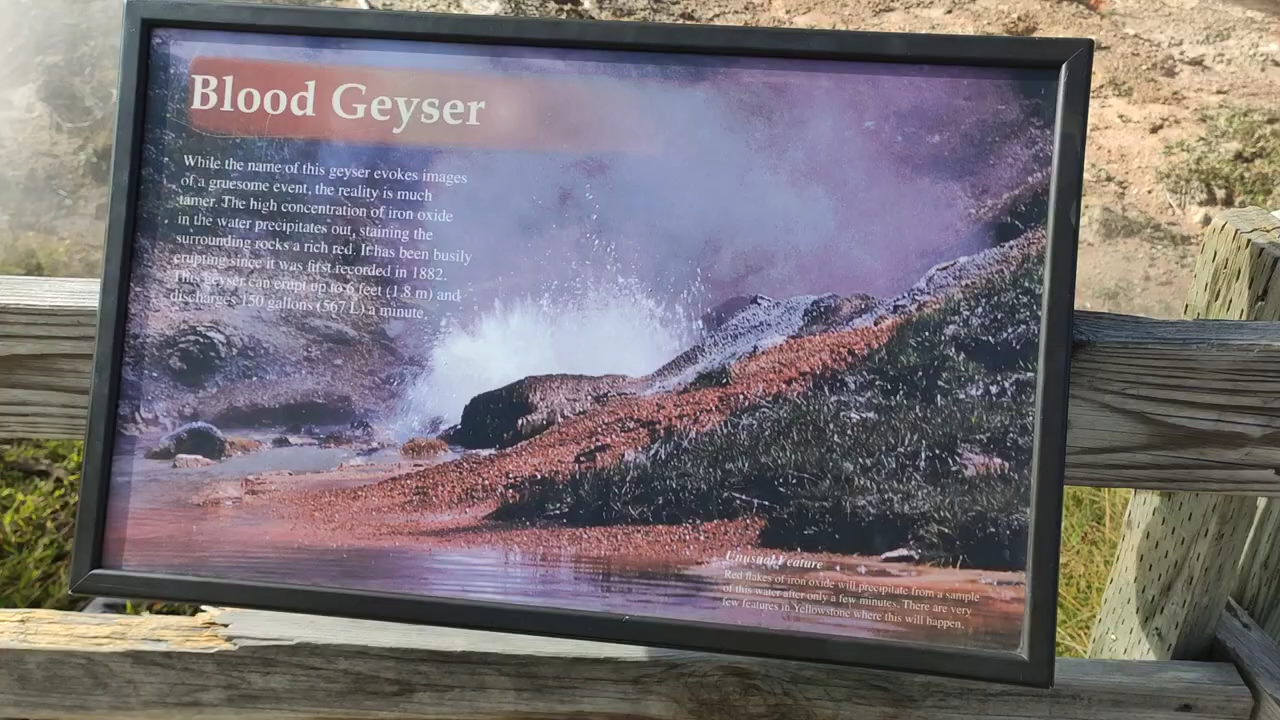 Blood Geyser
While the name of this geyser evokes images
of a gruesome event, the reality is much
tamer. The high concentration of iron oxide
in the water precipitates out, staining the
surrounding rocks a rich red. It has been busily
erupting since it was first recorded in 1882.
This geyser can erupt up to 6 feet (1.8 m) and
discharges 150 gallons (567 L) a minute.
Unusual Feature
Red flakes of iron oxide will precipitate from a sample
of this water after only a few minutes. There are very
few features in Yellowstone where this will happen.